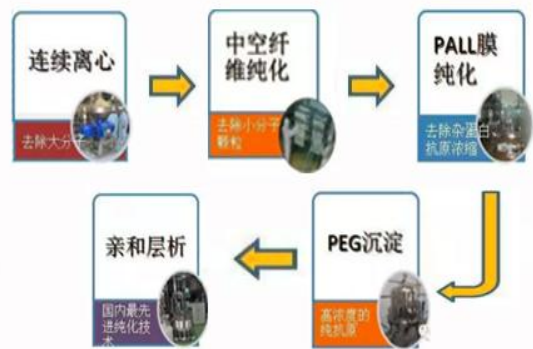 连续离心
去除大分子
中空纤
维纯化
去除小分子
颗粒
PALL膜
纯化
去除杂蛋白、
抗原浓缩
亲和层析
国内最先
进纯化技
术
PEG沉淀
高浓度的
纯抗原